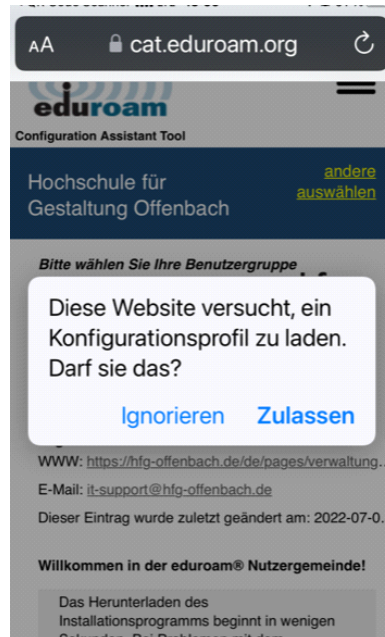 AA cat.eduroam.org
eduroam
Configuration Assistant Tool
Hochschule für
Gestaltung Offenbach
andere
auswählen
Bitte wählen Sie Ihre Benutzergruppe
Diese Website versucht, ein
Konfigurationsprofil zu laden.
Darf sie das?
Ignorieren Zulassen
WWW: https://hfg-offenbach.de/de/pages/verwaltung...
E-Mail: it-support@hfg-offenbach.de
Dieser Eintrag wurde zuletzt geändert am: 2022-07-0...
Willkommen in der eduroam® Nutzergemeinde!
Das Herunterladen des
Installationsprogramms beginnt in wenigen